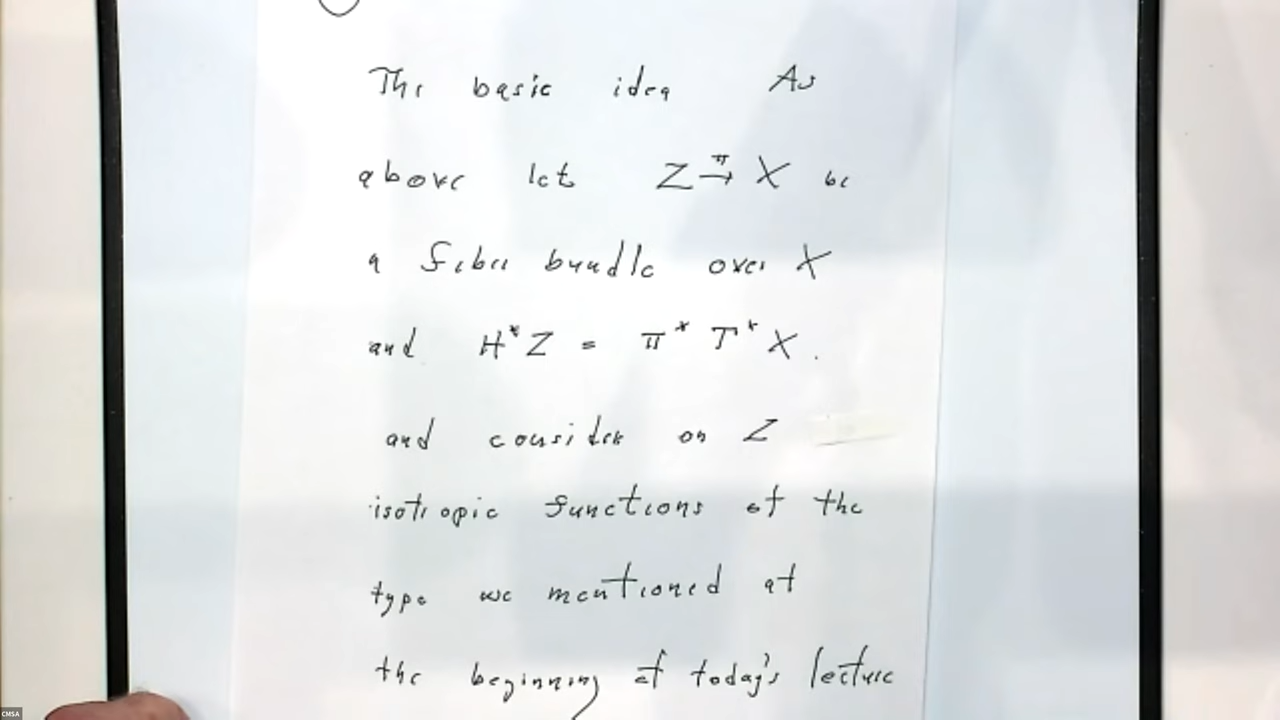 The basic idea As
above let Z →^π X be
a fiber bundle over X
and H*Z = π* T* X.
and consider on Z
isotropic functions of the
type we mentioned at
the beginning of today's lecture
CMSA